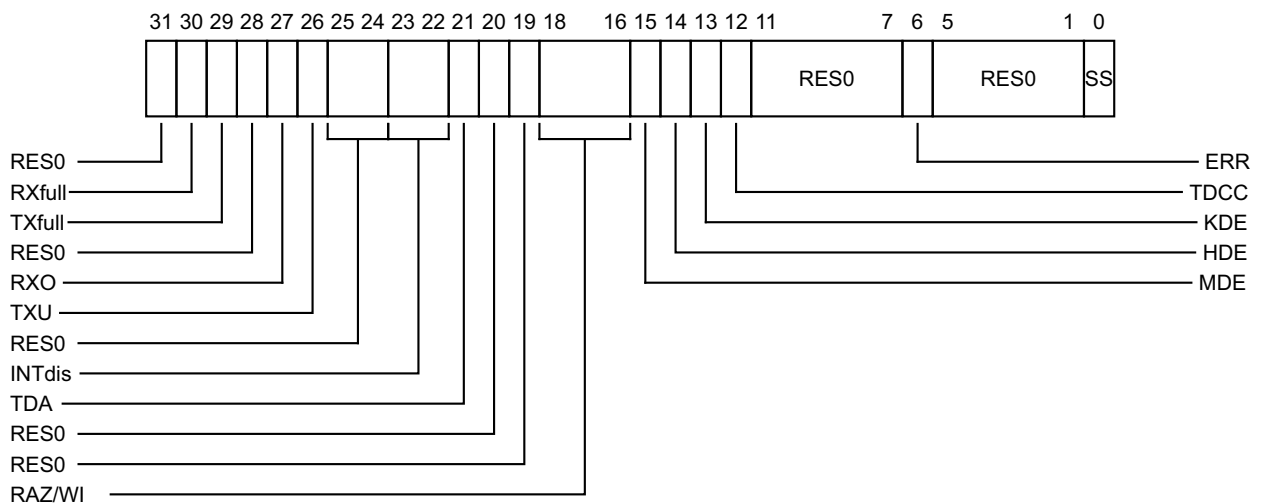 31 30 29 28 27 26 25 24 23 22 21 20 19 18 16 15 14 13 12 11 7 6 5 1 0
RES0 RES0 SS
RES0 ERR
RXfull TDCC
TXfull KDE
RES0 HDE
RXO MDE
TXU
RES0
INTdis
TDA
RES0
RES0
RAZ/WI